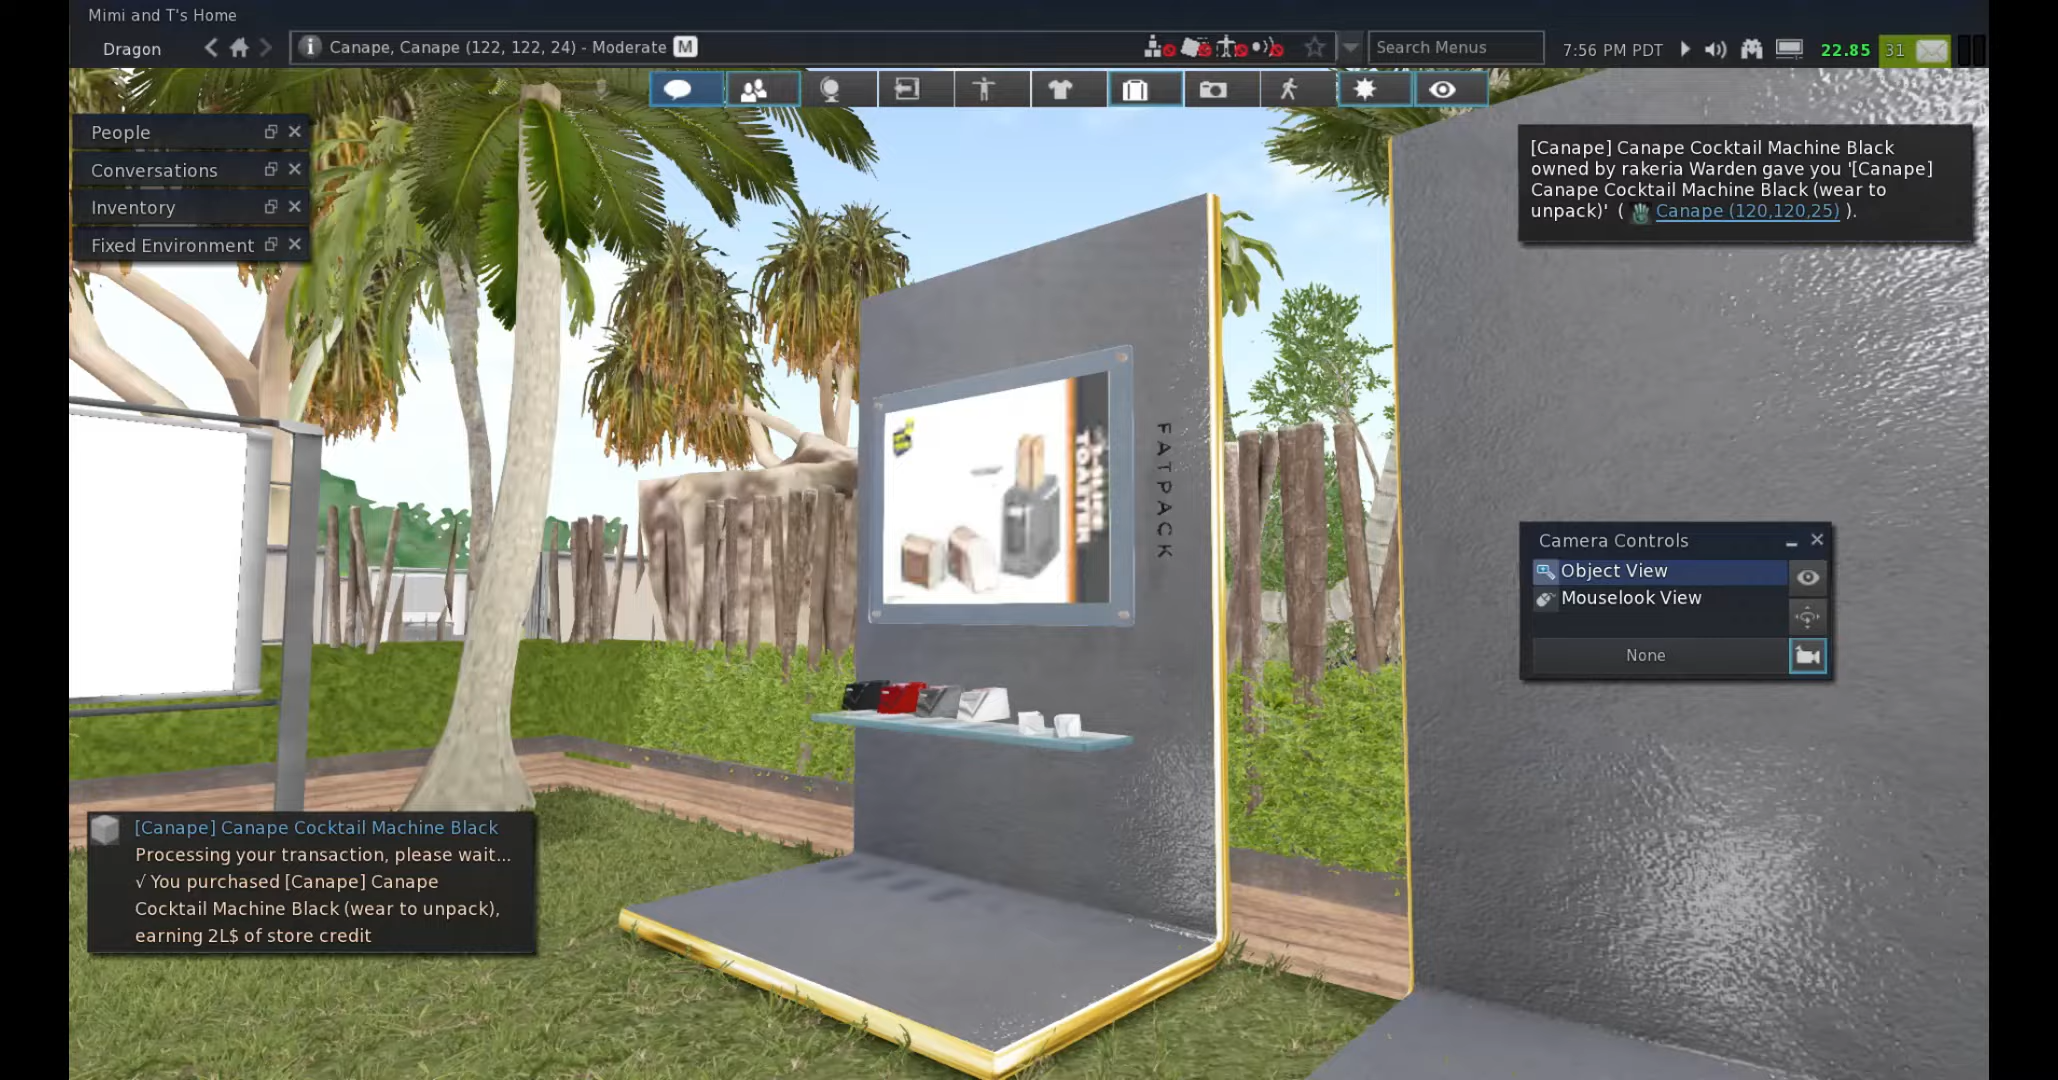 Mimi and T's Home
Dragon
Canape, Canape (122, 122, 24) - Moderate M
Search Menus
7:56 PM PDT
22.85
31
People
Conversations
Inventory
Fixed Environment
[Canape] Canape Cocktail Machine Black
owned by rakeria Warden gave you '[Canape]
Canape Cocktail Machine Black (wear to
unpack)' ( Canape (120,120,25) ).
TOASTER
FATPACK
Camera Controls
Object View
Mouselook View
None
[Canape] Canape Cocktail Machine Black
Processing your transaction, please wait...
√ You purchased [Canape] Canape
Cocktail Machine Black (wear to unpack),
earning 2L$ of store credit